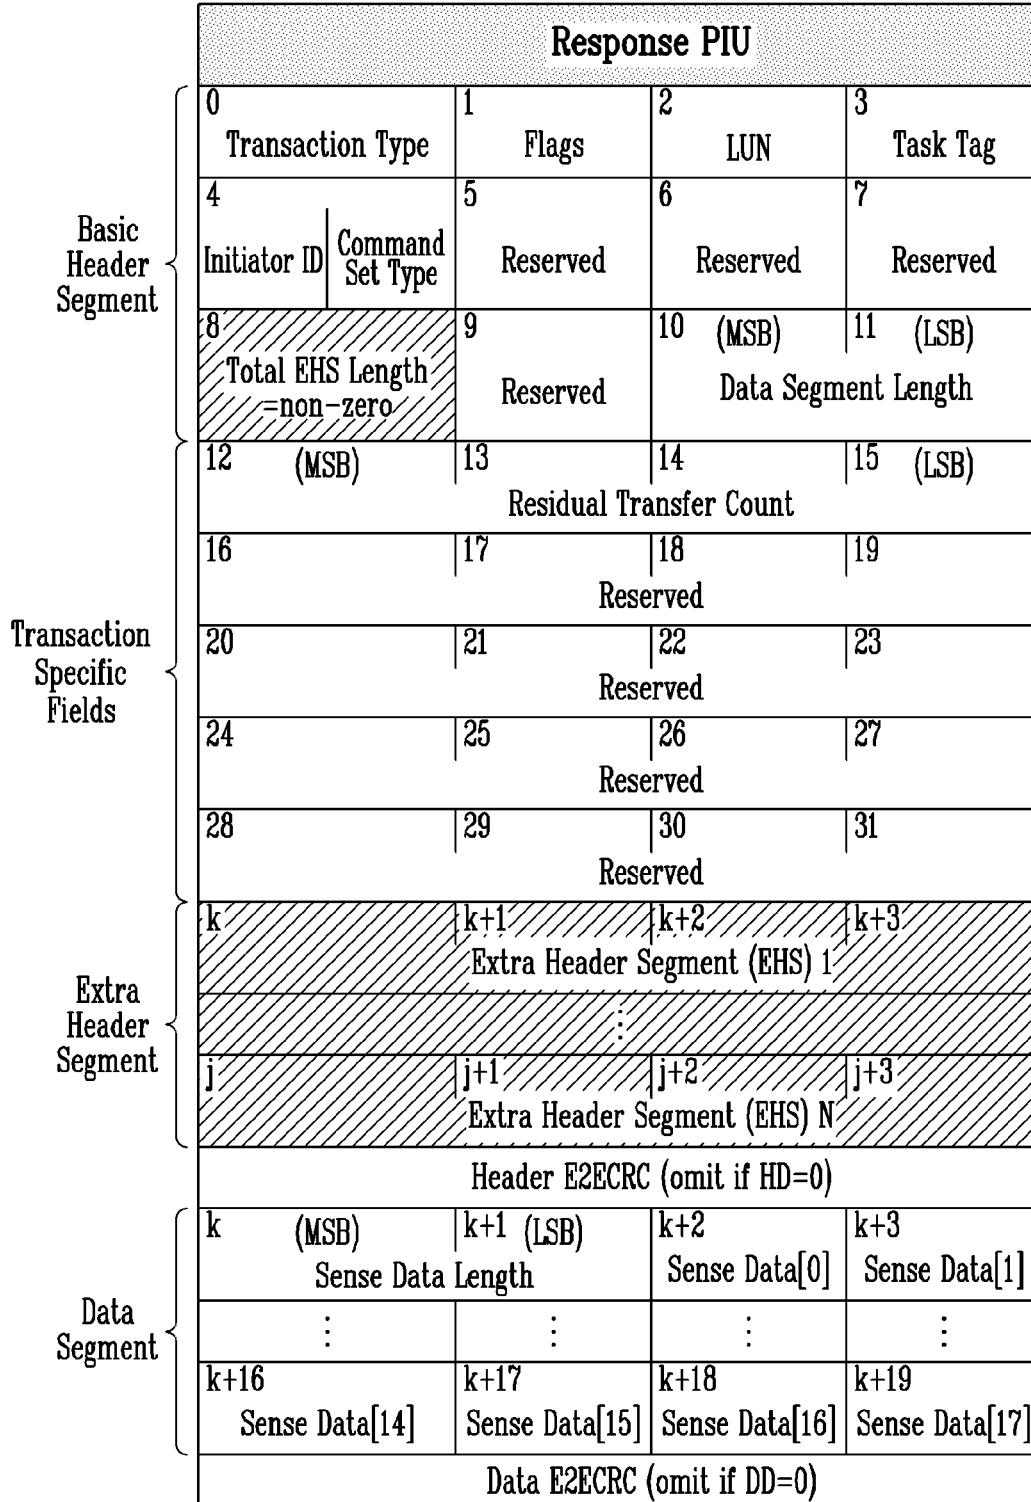 Response PIU
0 1 2 3
Transaction Type Flags LUN Task Tag
4 5 6 7
Basic
Header
Segment
Initiator ID Command
Set Type Reserved Reserved Reserved
8 9 10 (MSB) 11 (LSB)
Total EHS Length
=non-zero Reserved Data Segment Length
12 (MSB) 13 14 15 (LSB)
Residual Transfer Count
16 17 18 19
Reserved
Transaction
Specific
Fields
20 21 22 23
Reserved
24 25 26 27
Reserved
28 29 30 31
Reserved
Extra
Header
Segment
k k+1 k+2 k+3
Extra Header Segment (EHS) 1
⋮
j j+1 j+2 j+3
Extra Header Segment (EHS) N
Header E2ECRC (omit if HD=0)
Data
Segment
k (MSB) k+1 (LSB) k+2 k+3
Sense Data Length Sense Data[0] Sense Data[1]
⋮ ⋮ ⋮ ⋮
k+16 k+17 k+18 k+19
Sense Data[14] Sense Data[15] Sense Data[16] Sense Data[17]
Data E2ECRC (omit if DD=0)